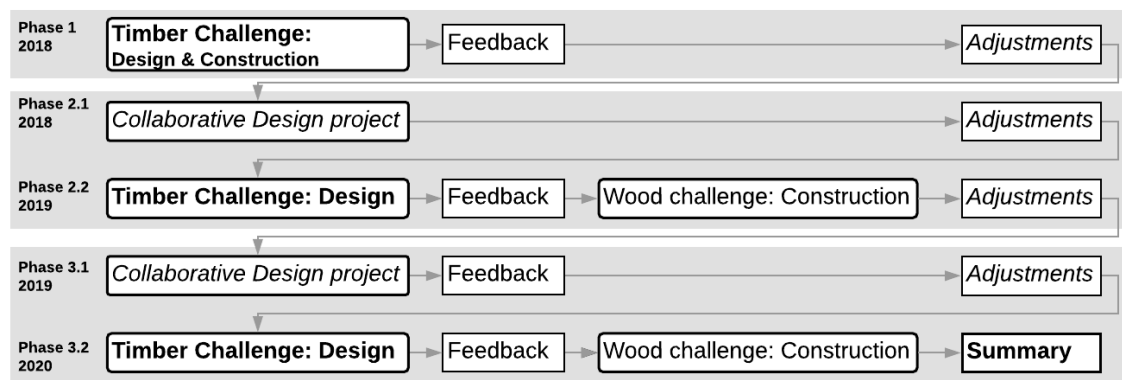 Phase 1
2018
Timber Challenge:
Design & Construction
Feedback
Adjustments
Phase 2.1
2018
Collaborative Design project
Adjustments
Phase 2.2
2019
Timber Challenge: Design
Feedback
Wood challenge: Construction
Adjustments
Phase 3.1
2019
Collaborative Design project
Feedback
Adjustments
Phase 3.2
2020
Timber Challenge: Design
Feedback
Wood challenge: Construction
Summary